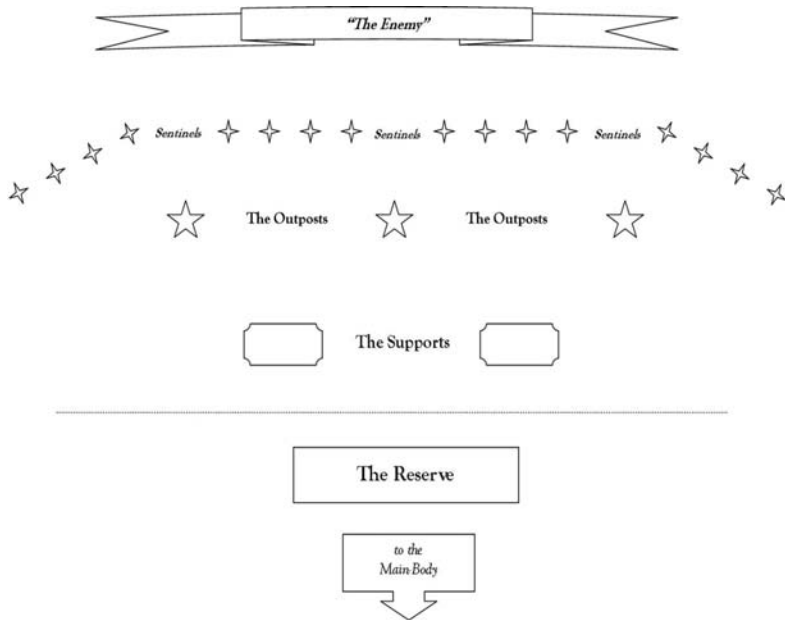 “The Enemy”
Sentinels Sentinels Sentinels
The Outposts The Outposts
The Supports
The Reserve
to the
Main-Body